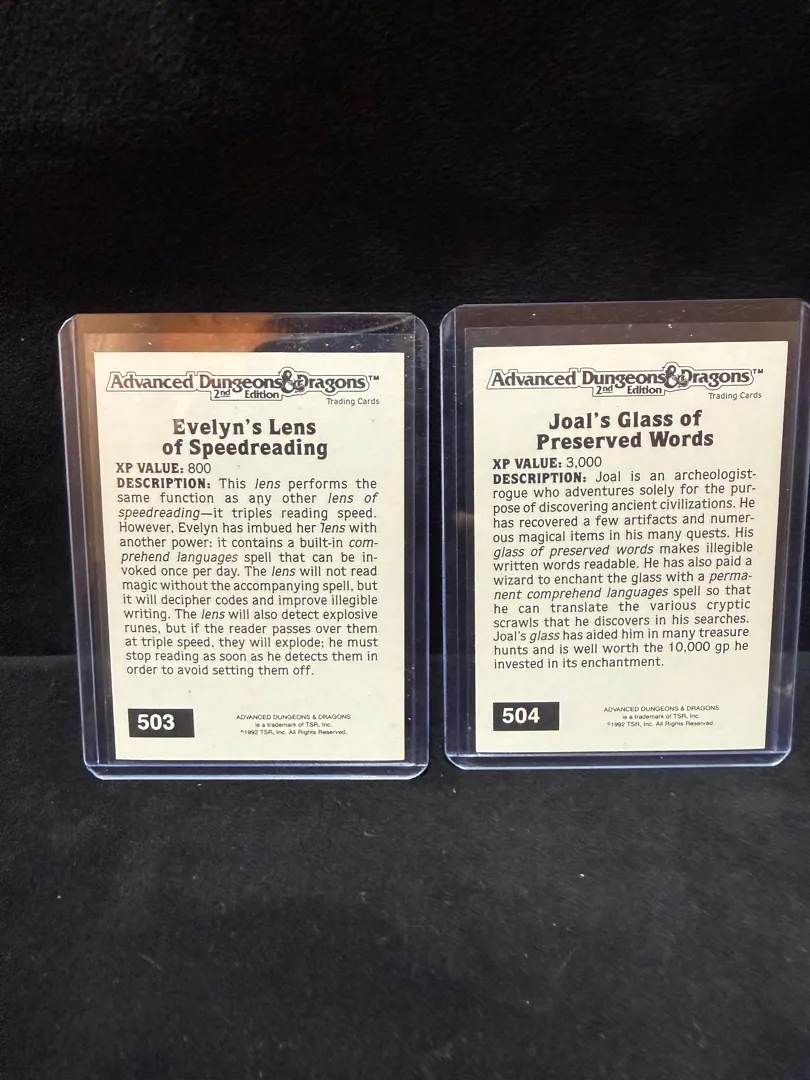 Advanced Dungeons & Dragons™
2nd Edition
Trading Cards
Evelyn's Lens
of Speedreading
XP VALUE: 800
DESCRIPTION: This lens performs the
same function as any other lens of
speedreading—it triples reading speed.
However, Evelyn has imbued her lens with
another power: it contains a built-in com-
prehend languages spell that can be in-
voked once per day. The lens will not read
magic without the accompanying spell, but
it will decipher codes and improve illegible
writing. The lens will also detect explosive
runes, but if the reader passes over them
at triple speed, they will explode; he must
stop reading as soon as he detects them in
order to avoid setting them off.
503
ADVANCED DUNGEONS & DRAGONS
is a trademark of TSR, Inc.
©1992 TSR, Inc. All Rights Reserved.
Advanced Dungeons & Dragons™
2nd Edition
Trading Cards
Joal's Glass of
Preserved Words
XP VALUE: 3,000
DESCRIPTION: Joal is an archeologist-
rogue who adventures solely for the pur-
pose of discovering ancient civilizations. He
has recovered a few artifacts and numer-
ous magical items in his many quests. His
glass of preserved words makes illegible
written words readable. He has also paid a
wizard to enchant the glass with a perma-
nent comprehend languages spell so that
he can translate the various cryptic
scrawls that he discovers in his searches.
Joal's glass has aided him in many treasure
hunts and is well worth the 10,000 gp he
invested in its enchantment.
504
ADVANCED DUNGEONS & DRAGONS
is a trademark of TSR, Inc.
©1992 TSR, Inc. All Rights Reserved.